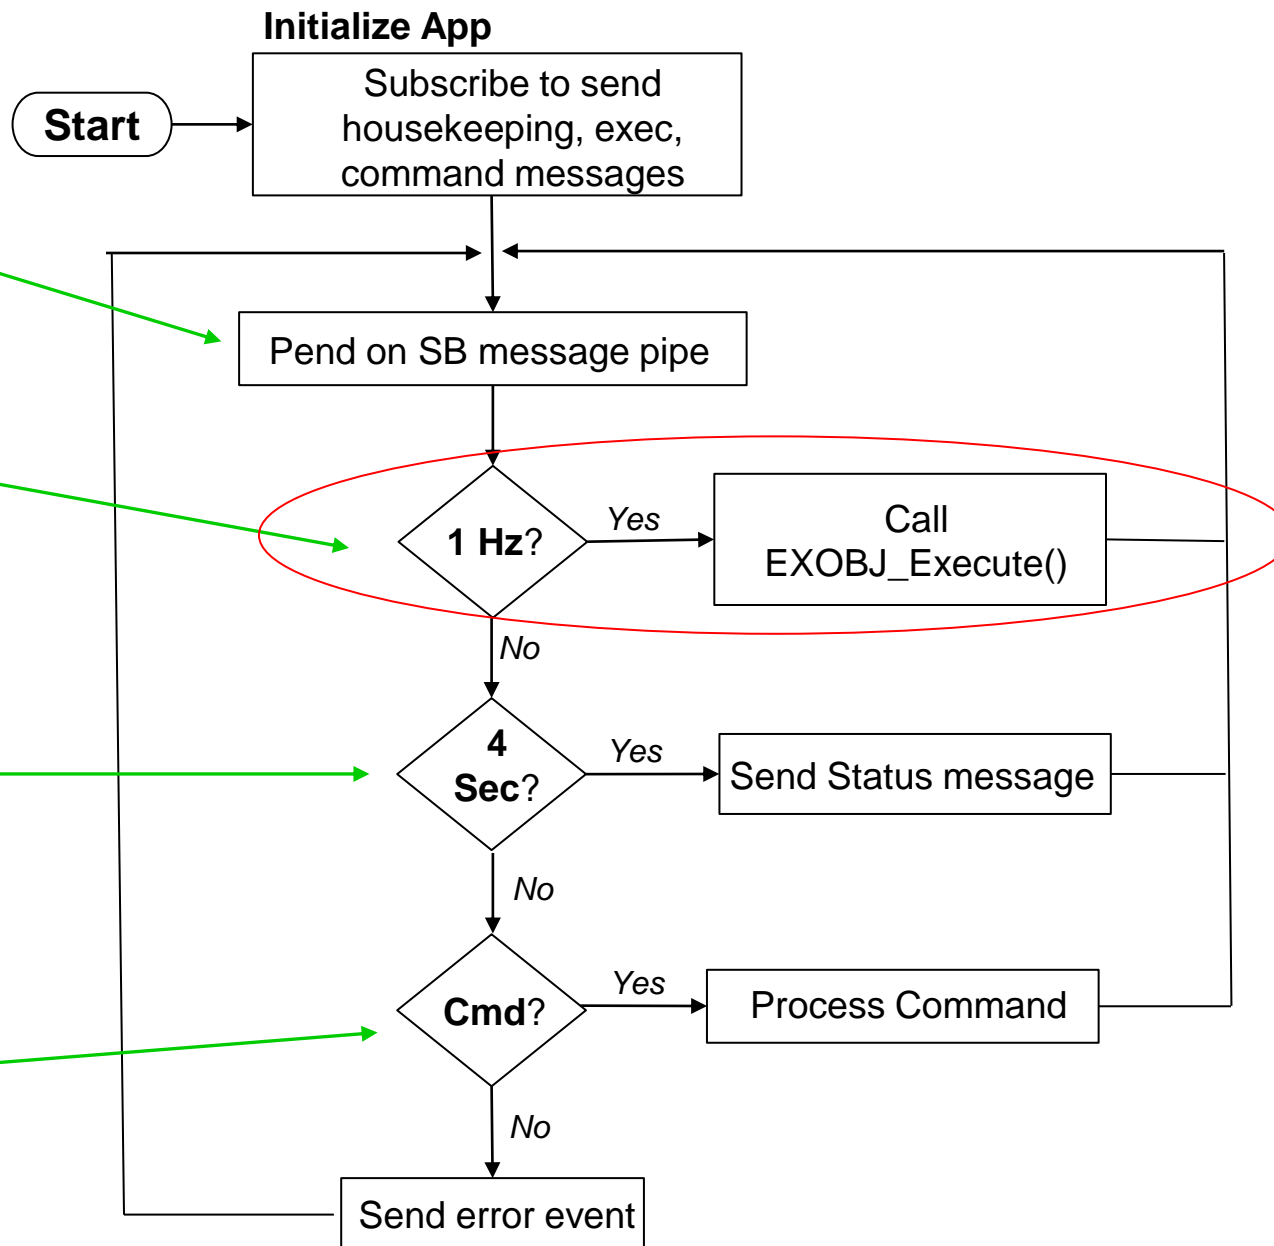 Initialize App
Start
Subscribe to send
housekeeping, exec,
command messages
Pend on SB message pipe
1 Hz?
Yes
Call
EXOBJ_Execute()
No
4
Sec?
Yes
Send Status message
No
Cmd?
Yes
Process Command
No
Send error event